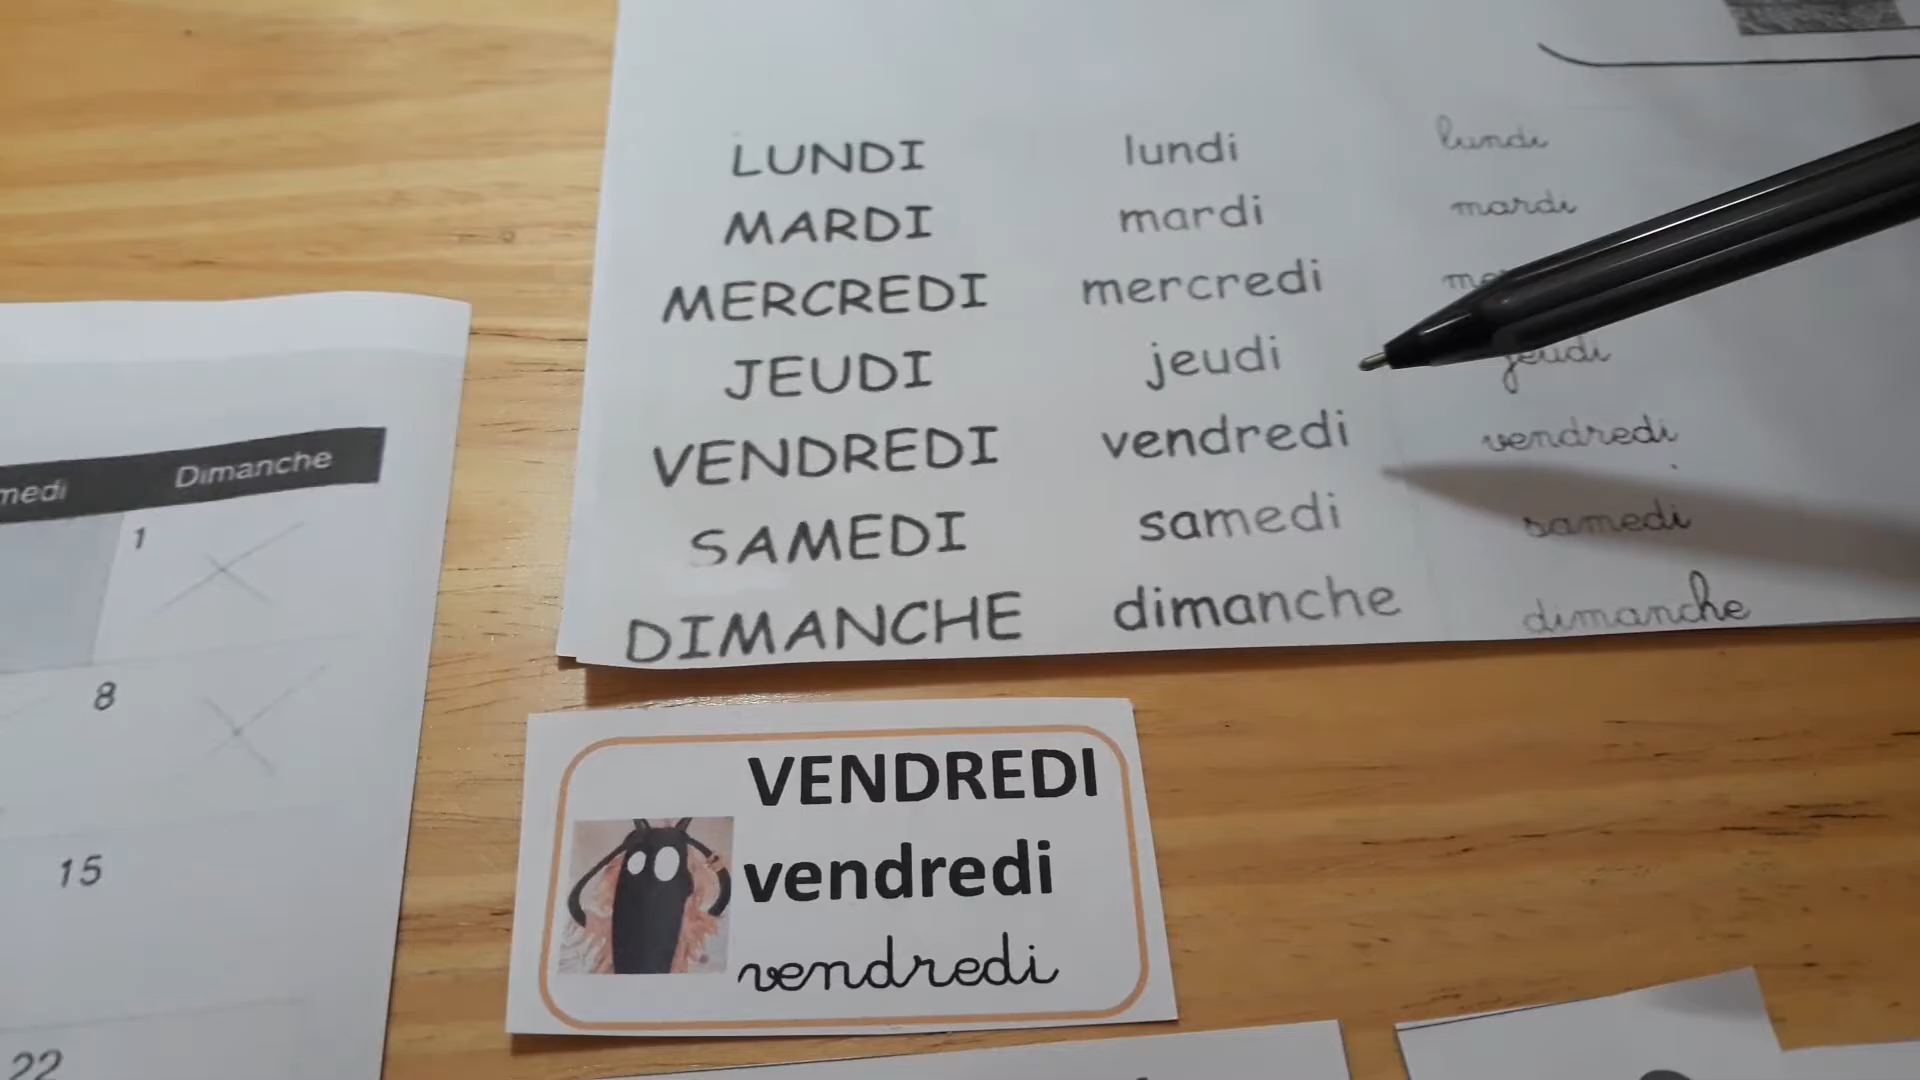 LUNDI lundi lundi
MARDI mardi mardi
MERCREDI mercredi
JEUDI jeudi jeudi
VENDREDI vendredi vendredi
SAMEDI samedi samedi
DIMANCHE dimanche dimanche
Dimanche
1
8
15
22
VENDREDI
vendredi
vendredi